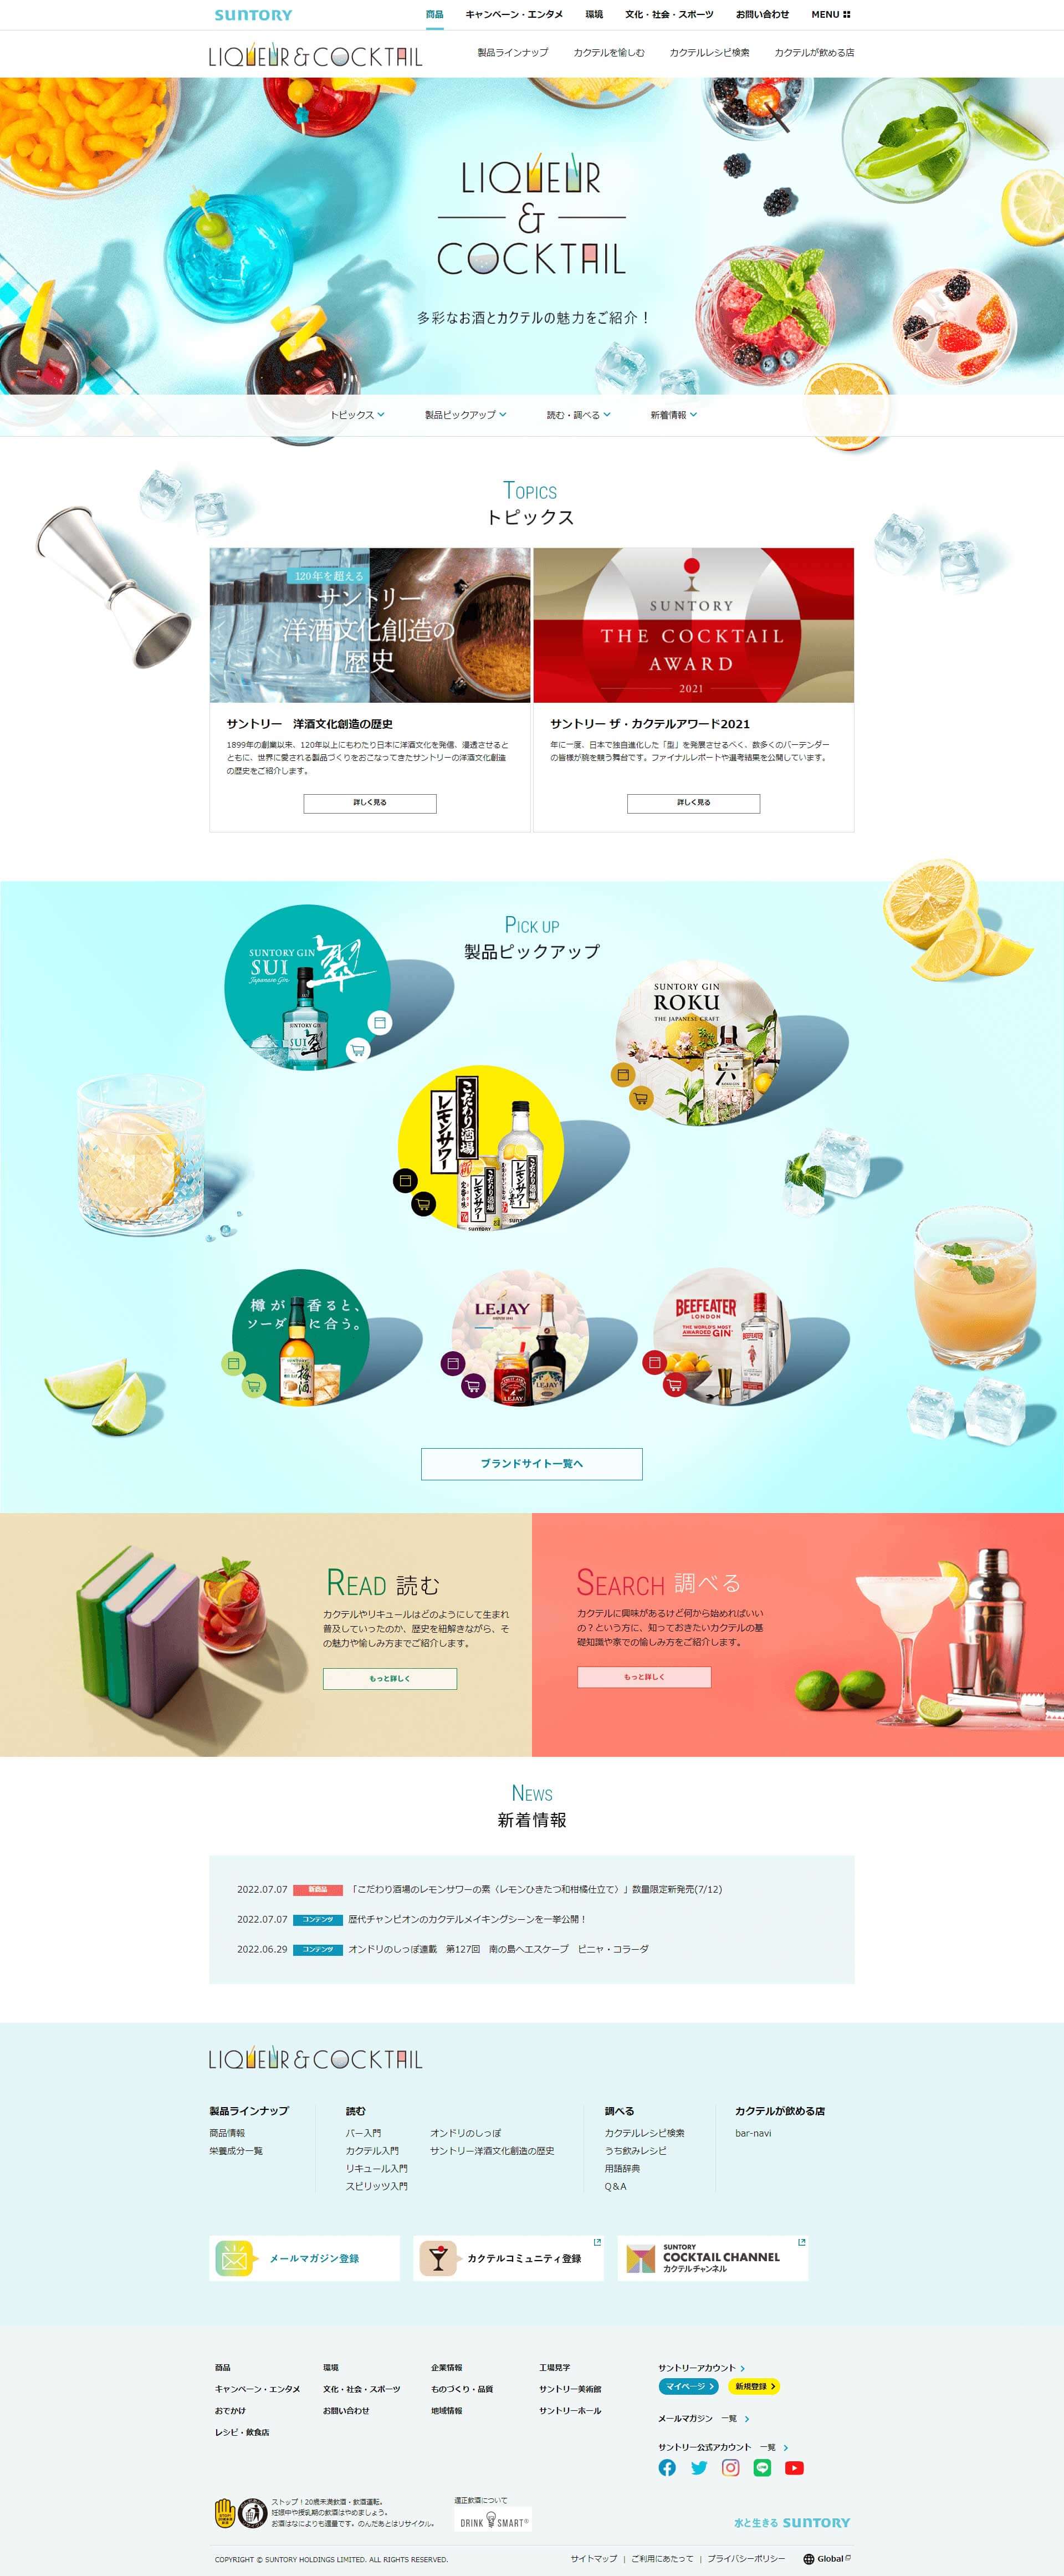 SUNTORY
商品
キャンペーン・エンタメ
環境
文化・社会・スポーツ
お問い合わせ
MENU
LIQUEUR & COCKTAIL
製品ラインナップ
カクテルを愉しむ
カクテルレシピ検索
カクテルが飲める店
LIQUEUR
&
COCKTAIL
多彩なお酒とカクテルの魅力をご紹介！
トピックス
製品ピックアップ
読む・調べる
新着情報
TOPICS
トピックス
120年を超える
サントリー
洋酒文化創造の
歴史
サントリー　洋酒文化創造の歴史
1899年の創業以来、120年以上にもわたり日本に洋酒文化を発信、浸透させると
ともに、世界に愛される製品づくりをおこなってきたサントリーの洋酒文化創造
の歴史をご紹介します。
詳しく見る
SUNTORY
THE COCKTAIL
AWARD
2021
サントリー ザ・カクテルアワード2021
年に一度、日本で独自進化した「型」を発展させるべく、数多くのバーテンダー
の皆様が腕を競う舞台です。ファイナルレポートや選考結果を公開しています。
詳しく見る
PICK UP
製品ピックアップ
SUNTORY GIN
SUI
Japanese Gin
翠
SUNTORY GIN
SUI
翠
SUNTORY GIN
ROKU
THE JAPANESE CRAFT
六
こだわり酒場
レモンサワー
こだわり酒場
レモンサワー
こだわり酒場
レモンサワー
SUNTORY
樽が香ると、
ソーダに合う。
梅酒
LEJAY
LEJAY
LEJAY
BEEFEATER
LONDON
THE WORLD'S MOST
AWARDED GIN
BEEFEATER
ブランドサイト一覧へ
READ 読む
カクテルやリキュールはどのようにして生まれ
普及していったのか、歴史を紐解きながら、そ
の魅力や愉しみ方までご紹介します。
もっと詳しく
SEARCH 調べる
カクテルに興味があるけど何から始めればいい
の？という方に、知っておきたいカクテルの基
礎知識や家での愉しみ方をご紹介します。
もっと詳しく
NEWS
新着情報
2022.07.07 新商品 「こだわり酒場のレモンサワーの素〈レモンひきたつ和柑橘仕立て〉」数量限定新発売(7/12)
2022.07.07 コンテンツ 歴代チャンピオンのカクテルメイキングシーンを一挙公開！
2022.06.29 コンテンツ オンドリのしっぽ連載　第127回　南の島へエスケープ　ピニャ・コラーダ
LIQUEUR & COCKTAIL
製品ラインナップ
商品情報
栄養成分一覧
読む
バー入門
カクテル入門
リキュール入門
スピリッツ入門
オンドリのしっぽ
サントリー洋酒文化創造の歴史
調べる
カクテルレシピ検索
うち飲みレシピ
用語辞典
Q&A
カクテルが飲める店
bar-navi
メールマガジン登録
カクテルコミュニティ登録
SUNTORY
COCKTAIL CHANNEL
カクテルチャンネル
商品
キャンペーン・エンタメ
おでかけ
レシピ・飲食店
環境
文化・社会・スポーツ
お問い合わせ
企業情報
ものづくり・品質
地域情報
工場見学
サントリー美術館
サントリーホール
サントリーアカウント
マイページ
新規登録
メールマガジン　一覧
サントリー公式アカウント　一覧
ストップ！20歳未満飲酒・飲酒運転。
妊娠中や授乳期の飲酒はやめましょう。
お酒はなによりも適量です。のんだあとはリサイクル。
適正飲酒について
DRINK SMART®
水と生きる SUNTORY
COPYRIGHT © SUNTORY HOLDINGS LIMITED. ALL RIGHTS RESERVED.
サイトマップ | ご利用にあたって | プライバシーポリシー
Global